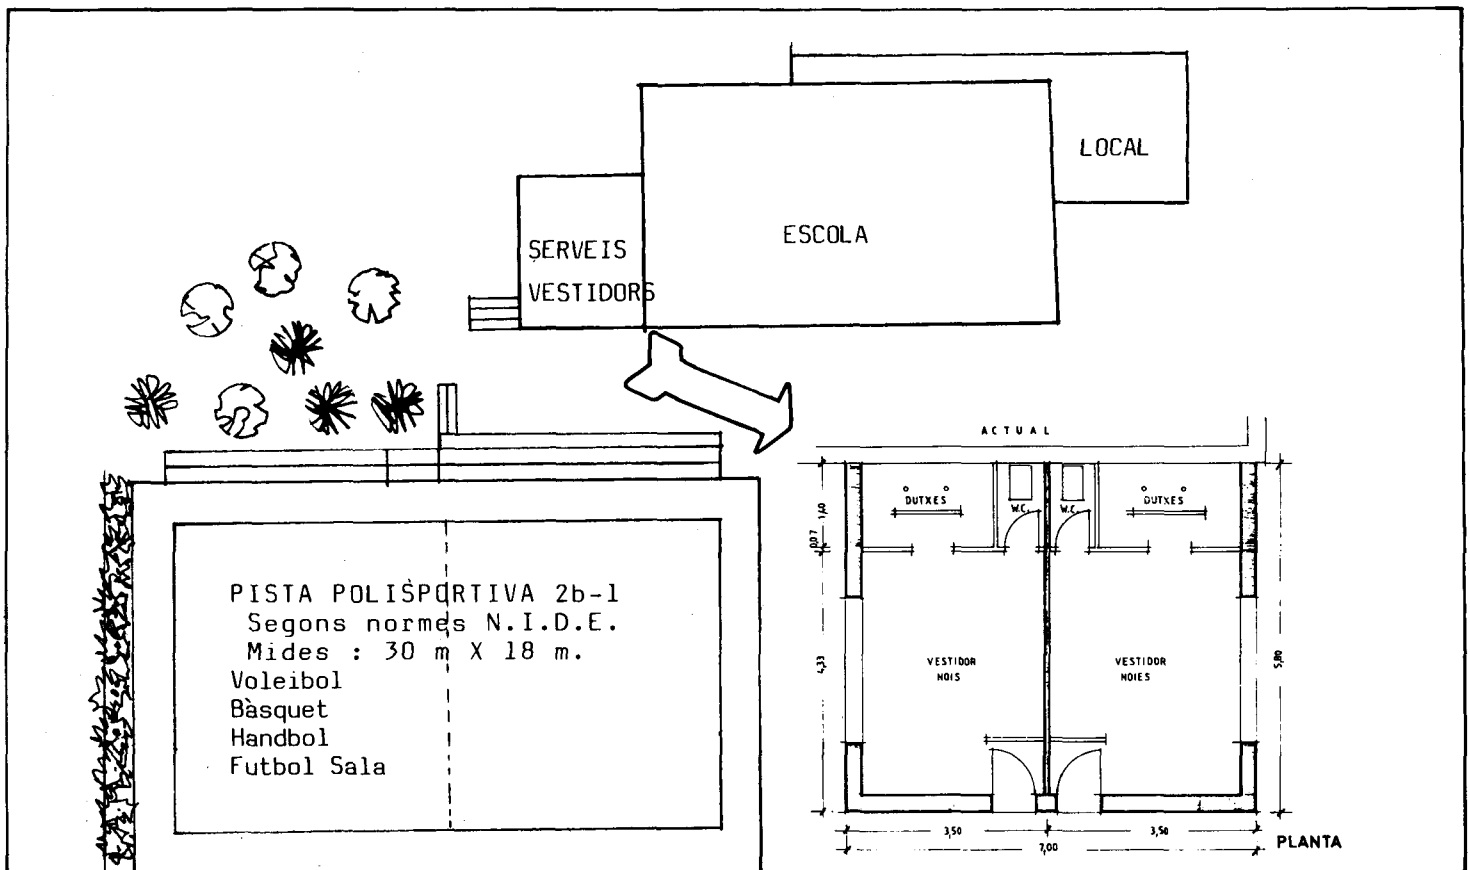 LOCAL
ESCOLA
SERVEIS
VESTIDORS
PISTA POLISPORTIVA 2b-1
Segons normes N.I.D.E.
Mides : 30 m X 18 m.
Voleibol
Bàsquet
Handbol
Futbol Sala
ACTUAL
DUTXES
W.C.
W.C.
DUTXES
1,40
0,07
4,33
5,80
VESTIDOR
NOIS
VESTIDOR
NOIES
3,50
3,50
7,00
PLANTA